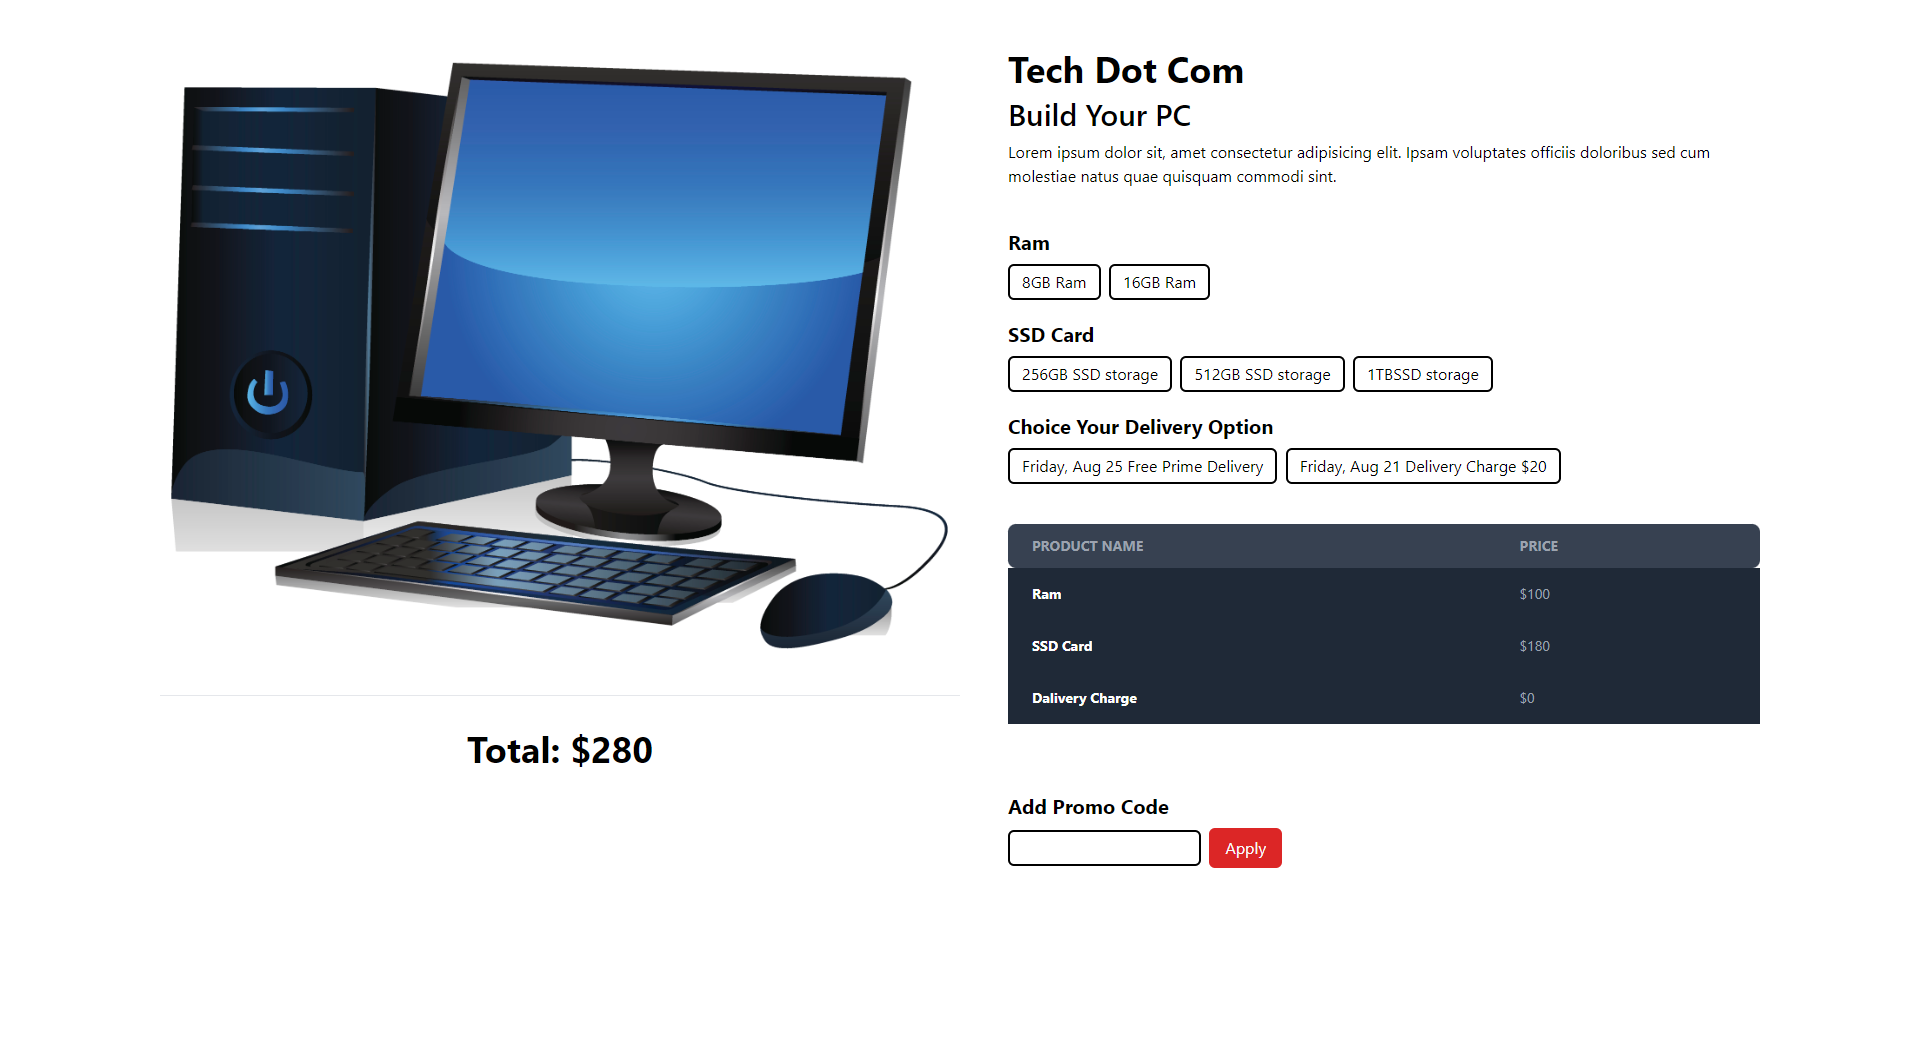 Tech Dot Com
Build Your PC
Lorem ipsum dolor sit, amet consectetur adipisicing elit. Ipsam voluptates officiis doloribus sed cum
molestiae natus quae quisquam commodi sint.
Ram
8GB Ram 16GB Ram
SSD Card
256GB SSD storage 512GB SSD storage 1TBSSD storage
Choice Your Delivery Option
Friday, Aug 25 Free Prime Delivery Friday, Aug 21 Delivery Charge $20
PRODUCT NAME PRICE
Ram $100
SSD Card $180
Dalivery Charge $0
Total: $280
Add Promo Code
Apply